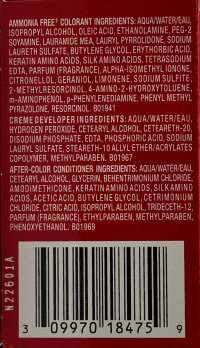 AMMONIA FREE* COLORANT INGREDIENTS: AQUA/WATER/EAU,
ISOPROPYL ALCOHOL, OLEIC ACID, ETHANOLAMINE, PEG-2
SOYAMINE, LAURAMIDE MEA, LAURYL PYRROLIDONE, SODIUM
LAURETH SULFATE, BUTYLENE GLYCOL, ERYTHORBIC ACID,
KERATIN AMINO ACIDS, SILK AMINO ACIDS, TETRASODIUM
EDTA, PARFUM (FRAGRANCE), ALPHA-ISOMETHYL IONONE,
CITRONELLOL, GERANIOL, LIMONENE, SODIUM SULFITE,
2-METHYLRESORCINOL, 4-AMINO-2-HYDROXYTOLUENE,
m-AMINOPHENOL, p-PHENYLENEDIAMINE, PHENYL METHYL
PYRAZOLONE, RESORCINOL B01941
CREME DEVELOPER INGREDIENTS: AQUA/WATER/EAU,
HYDROGEN PEROXIDE, CETEARYL ALCOHOL, CETEARETH-20,
DISODIUM PHOSPHATE, EDTA, PHOSPHORIC ACID, SODIUM
LAURYL SULFATE, STEARETH-10 ALLYL ETHER/ACRYLATES
COPOLYMER, METHYLPARABEN. B01967
AFTER-COLOR CONDITIONER INGREDIENTS: AQUA/WATER/EAU,
CETEARYL ALCOHOL, GLYCERIN, BEHENTRIMONIUM CHLORIDE,
AMODIMETHICONE, KERATIN AMINO ACIDS, SILK AMINO
ACIDS, ACETIC ACID, BUTYLENE GLYCOL, CETRIMONIUM
CHLORIDE, CITRIC ACID, ISOPROPYL ALCOHOL, TRIDECETH-12,
PARFUM (FRAGRANCE), ETHYLPARABEN, METHYLPARABEN,
PHENOXYETHANOL. B01969
N22601A
3 09970 18475 9